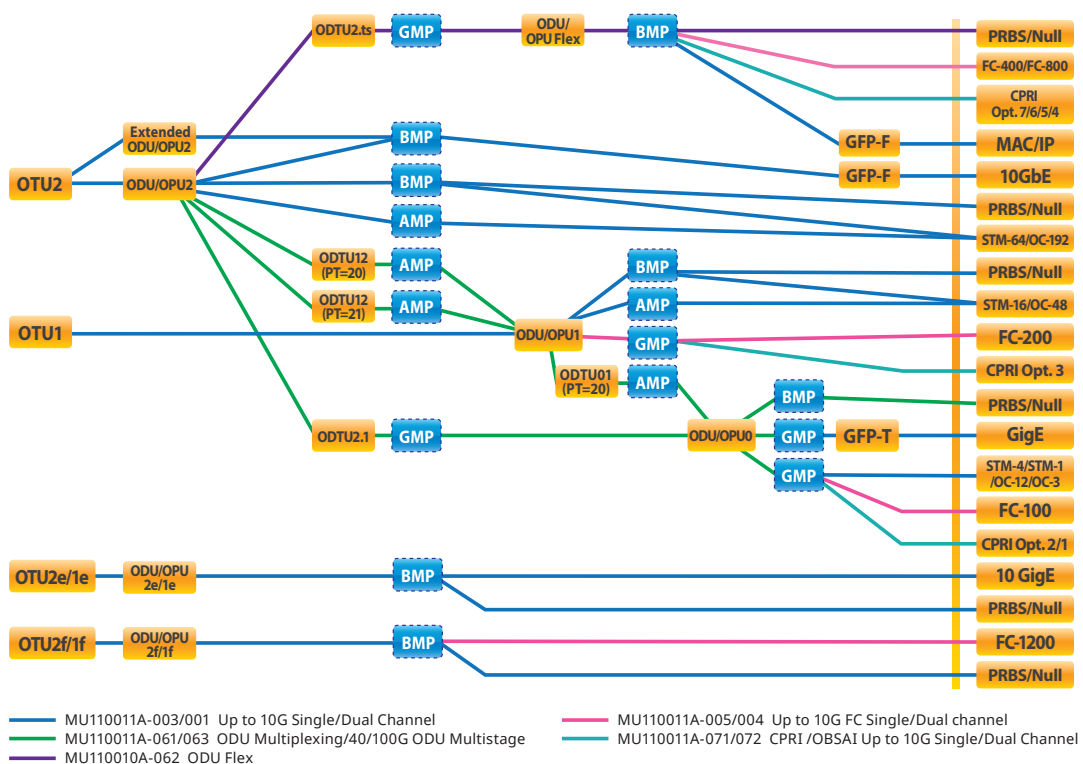 ODTU2.ts
GMP
ODU/
OPU Flex
BMP
PRBS/Null
FC-400/FC-800
CPRI
Opt. 7/6/5/4
Extended
ODU/OPU2
BMP
GFP-F
MAC/IP
OTU2
ODU/OPU2
BMP
GFP-F
10GbE
PRBS/Null
AMP
STM-64/OC-192
ODTU12
(PT=20)
AMP
BMP
PRBS/Null
ODTU12
(PT=21)
AMP
AMP
STM-16/OC-48
OTU1
ODU/OPU1
GMP
FC-200
ODTU01
(PT=20)
AMP
CPRI Opt. 3
BMP
PRBS/Null
ODTU2.1
GMP
ODU/OPU0
GMP
GFP-T
GigE
GMP
STM-4/STM-1
/OC-12/OC-3
FC-100
CPRI Opt. 2/1
OTU2e/1e
ODU/OPU
2e/1e
BMP
10 GigE
PRBS/Null
OTU2f/1f
ODU/OPU
2f/1f
BMP
FC-1200
PRBS/Null
MU110011A-003/001 Up to 10G Single/Dual Channel
MU110011A-061/063 ODU Multiplexing/40/100G ODU Multistage
MU110010A-062 ODU Flex
MU110011A-005/004 Up to 10G FC Single/Dual channel
MU110011A-071/072 CPRI /OBSAI Up to 10G Single/Dual Channel